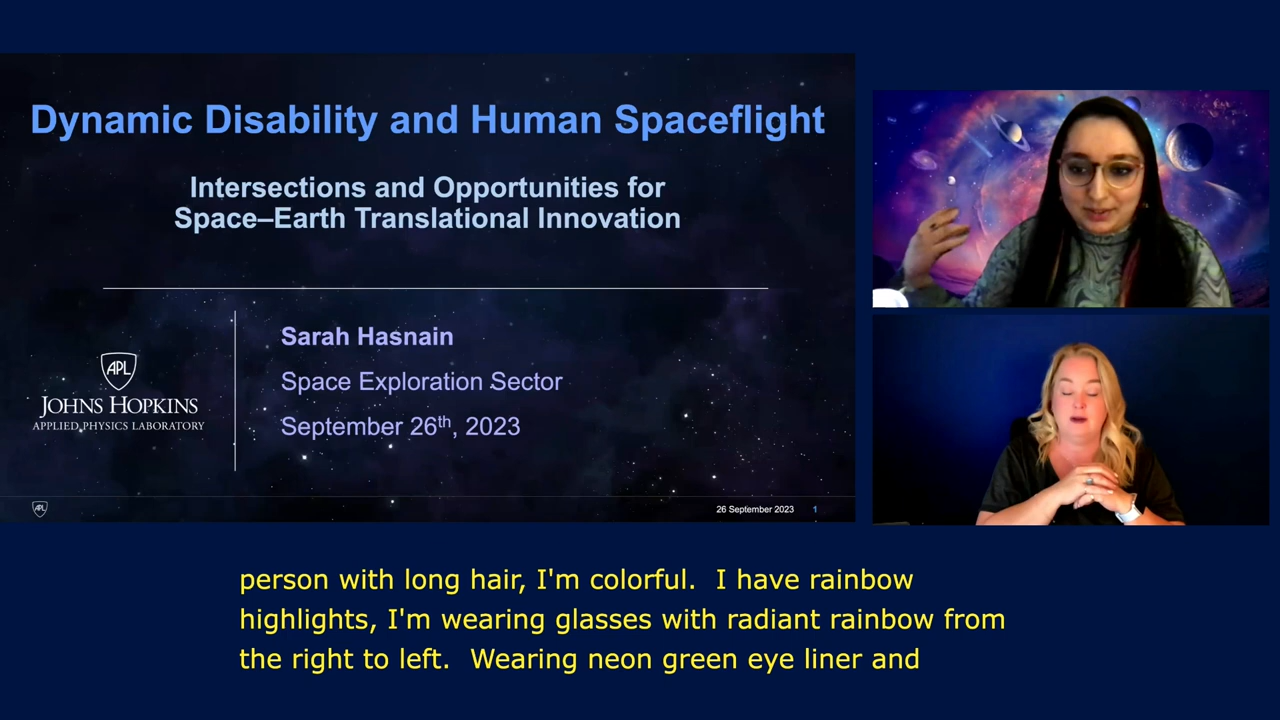 Dynamic Disability and Human Spaceflight
Intersections and Opportunities for
Space–Earth Translational Innovation
Sarah Hasnain
Space Exploration Sector
September 26th, 2023
APL
JOHNS HOPKINS
APPLIED PHYSICS LABORATORY
APL
26 September 2023 1
person with long hair, I'm colorful.  I have rainbow
highlights, I'm wearing glasses with radiant rainbow from
the right to left.  Wearing neon green eye liner and